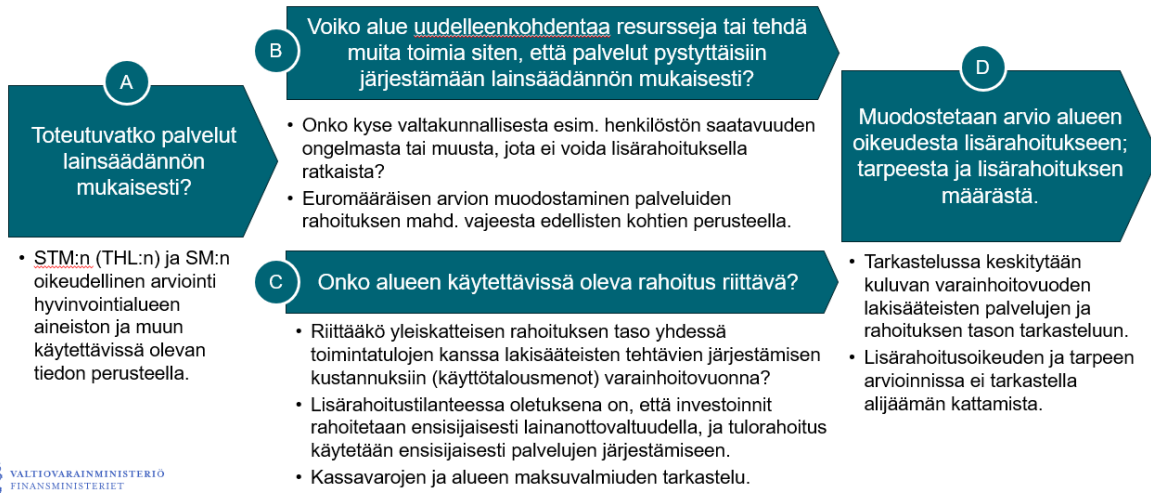 A
Toteutuvatko palvelut
lainsäädännön
mukaisesti?
• STM:n (THL:n) ja SM:n
oikeudellinen arviointi
hyvinvointialueen
aineiston ja muun
käytettävissä olevan
tiedon perusteella.
B
Voiko alue uudelleenkohdentaa resursseja tai tehdä
muita toimia siten, että palvelut pystyttäisiin
järjestämään lainsäädännön mukaisesti?
• Onko kyse valtakunnallisesta esim. henkilöstön saatavuuden
ongelmasta tai muusta, jota ei voida lisärahoituksella
ratkaista?
• Euromääräisen arvion muodostaminen palveluiden
rahoituksen mahd. vajeesta edellisten kohtien perusteella.
C
Onko alueen käytettävissä oleva rahoitus riittävä?
• Riittääkö yleiskatteisen rahoituksen taso yhdessä
toimintatulojen kanssa lakisääteisten tehtävien järjestämisen
kustannuksiin (käyttötalousmenot) varainhoitovuonna?
• Lisärahoitustilanteessa oletuksena on, että investoinnit
rahoitetaan ensisijaisesti lainanottovaltuudella, ja tulorahoitus
käytetään ensisijaisesti palvelujen järjestämiseen.
• Kassavarojen ja alueen maksuvalmiuden tarkastelu.
D
Muodostetaan arvio alueen
oikeudesta lisärahoitukseen;
tarpeesta ja lisärahoituksen
määrästä.
• Tarkastelussa keskitytään
kuluvan varainhoitovuoden
lakisääteisten palvelujen ja
rahoituksen tason tarkasteluun.
• Lisärahoitusoikeuden ja tarpeen
arvioinnissa ei tarkastella
alijäämän kattamista.
VALTIOVARAINMINISTERIÖ
FINANSMINISTERIET